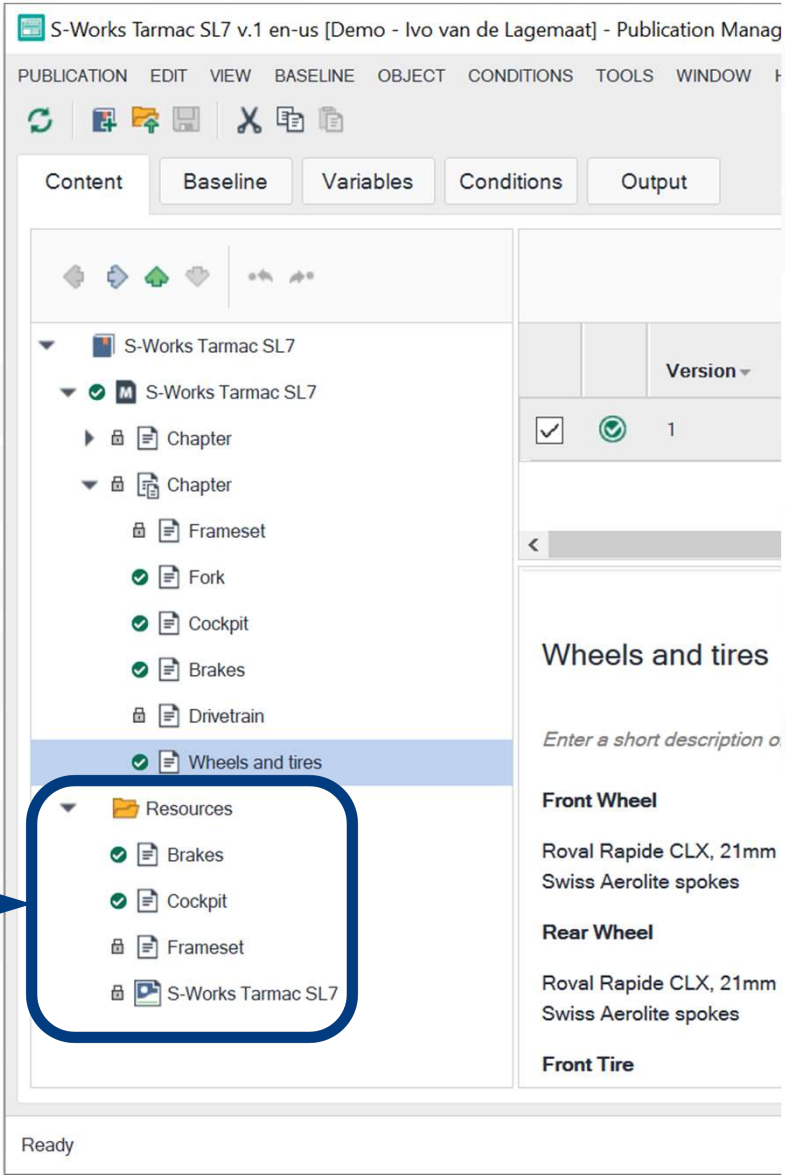 S-Works Tarmac SL7 v.1 en-us [Demo - Ivo van de Lagemaat] - Publication Manag
PUBLICATION EDIT VIEW BASELINE OBJECT CONDITIONS TOOLS WINDOW
Content Baseline Variables Conditions Output
S-Works Tarmac SL7
M S-Works Tarmac SL7
Chapter
Chapter
Frameset
Fork
Cockpit
Brakes
Drivetrain
Wheels and tires
Resources
Brakes
Cockpit
Frameset
S-Works Tarmac SL7
Version
1
Wheels and tires
Enter a short description o
Front Wheel
Roval Rapide CLX, 21mm
Swiss Aerolite spokes
Rear Wheel
Roval Rapide CLX, 21mm
Swiss Aerolite spokes
Front Tire
Ready